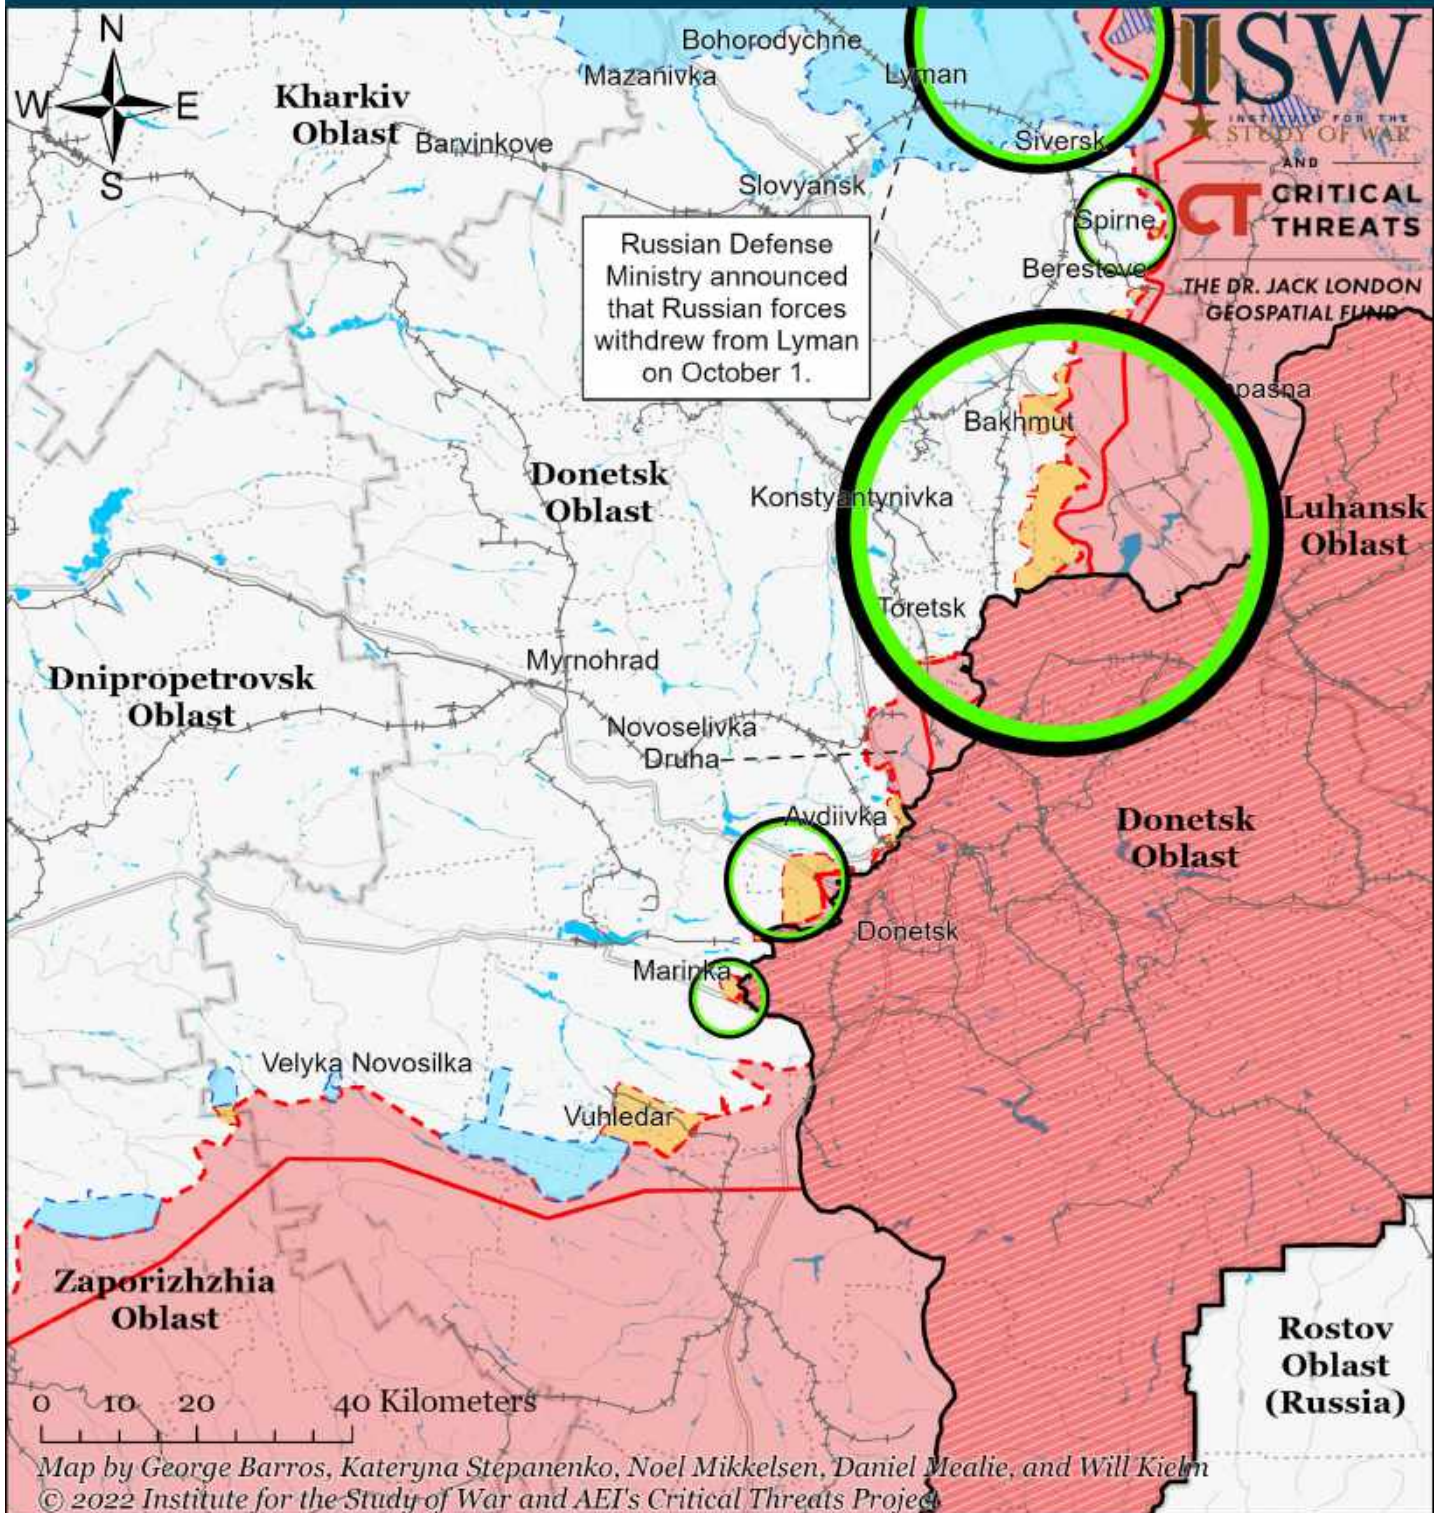 N
W
E
S
Kharkiv
Oblast
Barvinkove
Bohorodychne
Mazanivka
Lyman
Siversk
Slovyansk
ISW
INSTITUTE FOR THE
STUDY OF WAR
AND
CT CRITICAL
THREATS
THE DR. JACK LONDON
GEOSPATIAL FUND
Russian Defense
Ministry announced
that Russian forces
withdrew from Lyman
on October 1.
Spirne
Berestove
Bakhmut
Donetsk
Oblast
Konstyantynivka
Luhansk
Oblast
Toretsk
Myrnohrad
Dnipropetrovsk
Oblast
Novoselivka
Druha
Avdiivka
Donetsk
Oblast
Donetsk
Marinka
Velyka Novosilka
Vuhledar
Zaporizhzhia
Oblast
Rostov
Oblast
(Russia)
0 10 20 40 Kilometers
Map by George Barros, Kateryna Stepanenko, Noel Mikkelsen, Daniel Mealie, and Will Kielm
© 2022 Institute for the Study of War and AEI's Critical Threats Project